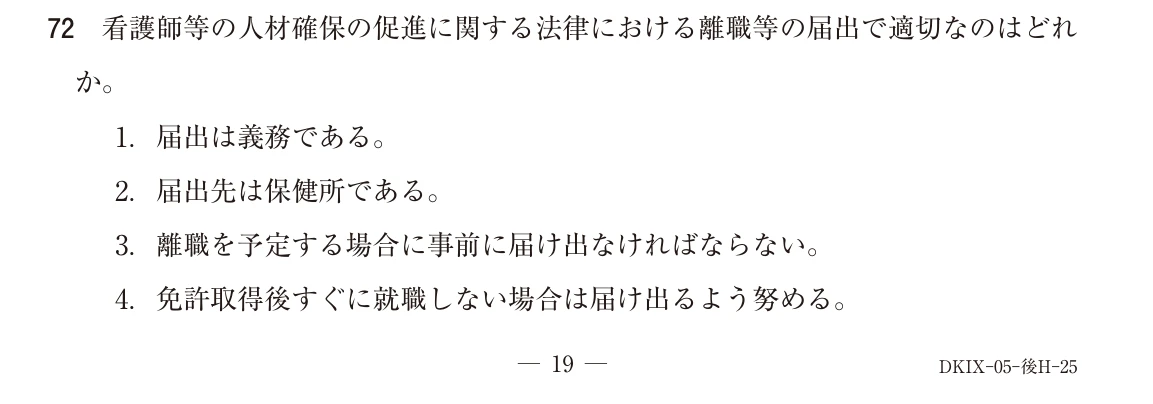 72 看護師等の人材確保の促進に関する法律における離職等の届出で適切なのはどれ
か。
1. 届出は義務である。
2. 届出先は保健所である。
3. 離職を予定する場合に事前に届け出なければならない。
4. 免許取得後すぐに就職しない場合は届け出るよう努める。
― 19 ―
DKIX-05-後H-25